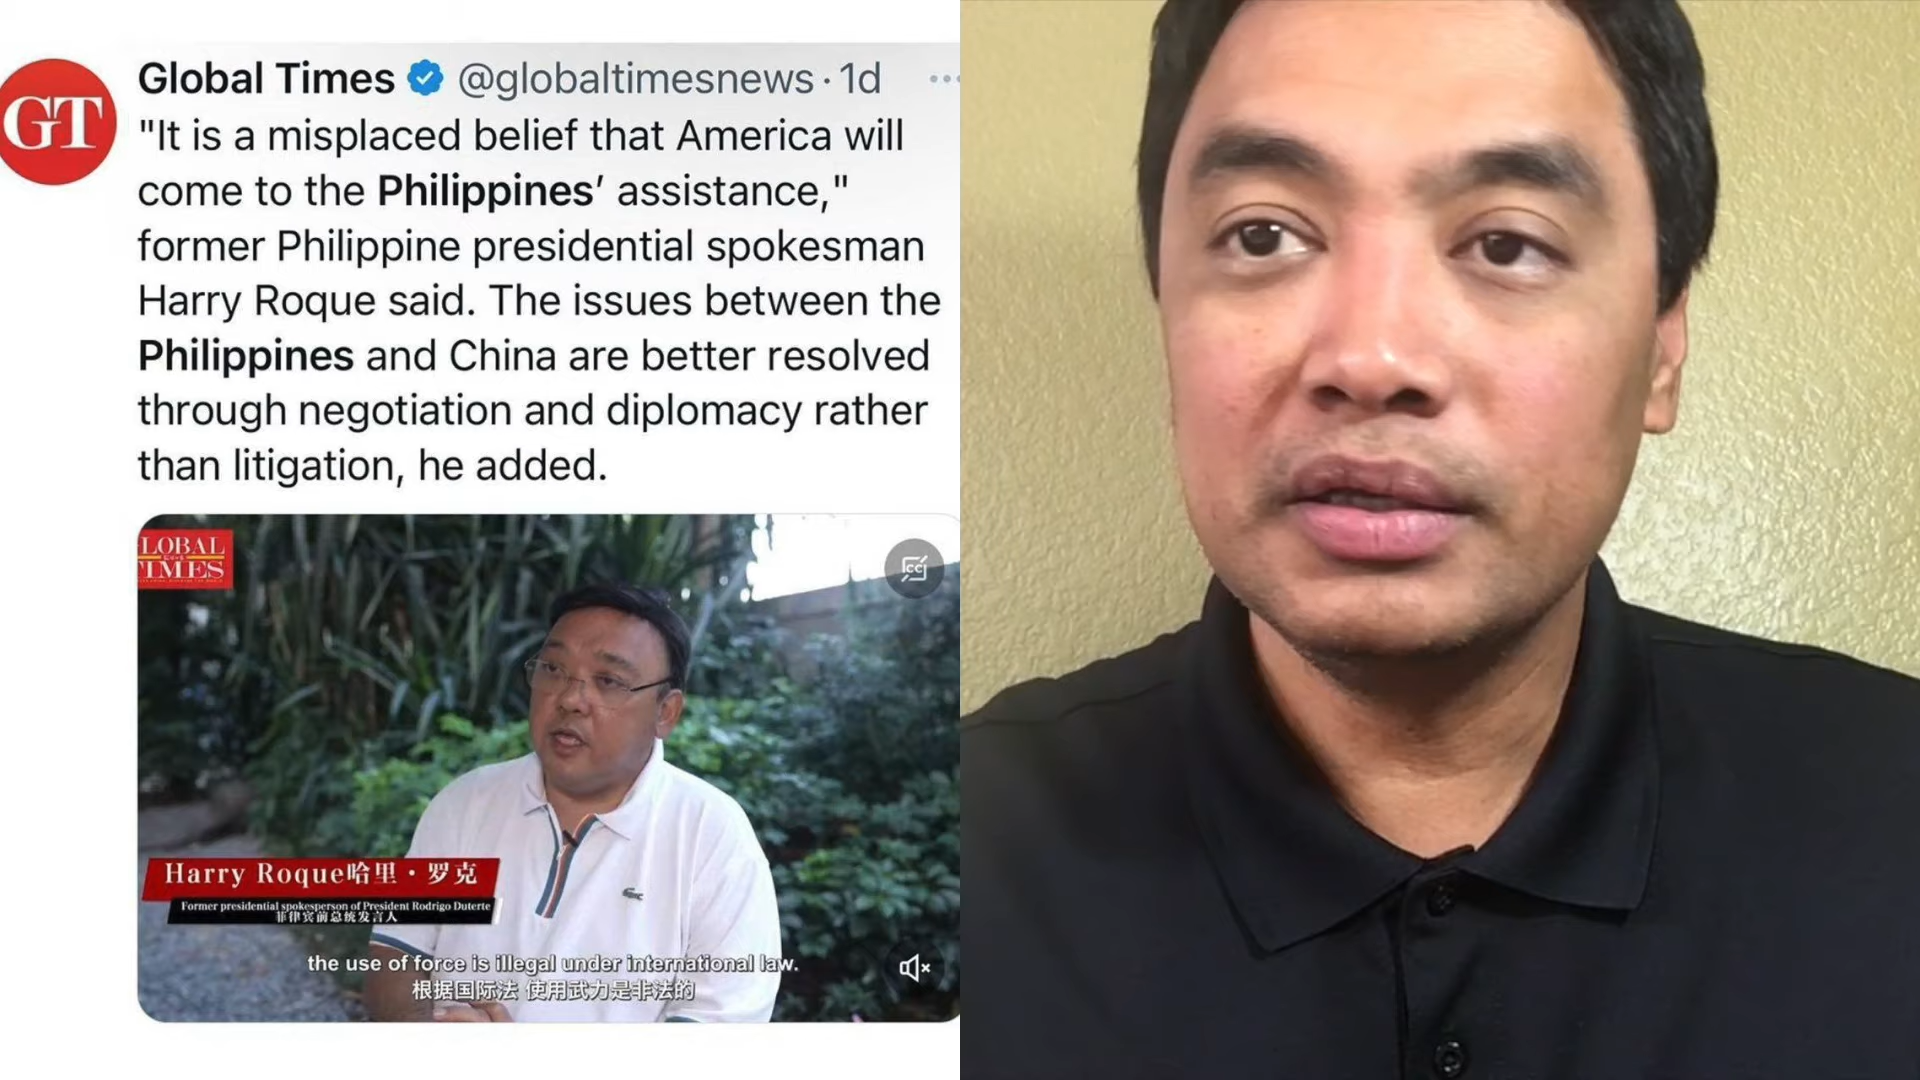 GT
Global Times @globaltimesnews · 1d
"It is a misplaced belief that America will
come to the Philippines' assistance,"
former Philippine presidential spokesman
Harry Roque said. The issues between the
Philippines and China are better resolved
through negotiation and diplomacy rather
than litigation, he added.
LOBAL
TIMES
CC
Harry Roque哈里·罗克
Former presidential spokesperson of President Rodrigo Duterte
菲律宾前总统发言人
the use of force is illegal under international law.
根据国际法 使用武力是非法的